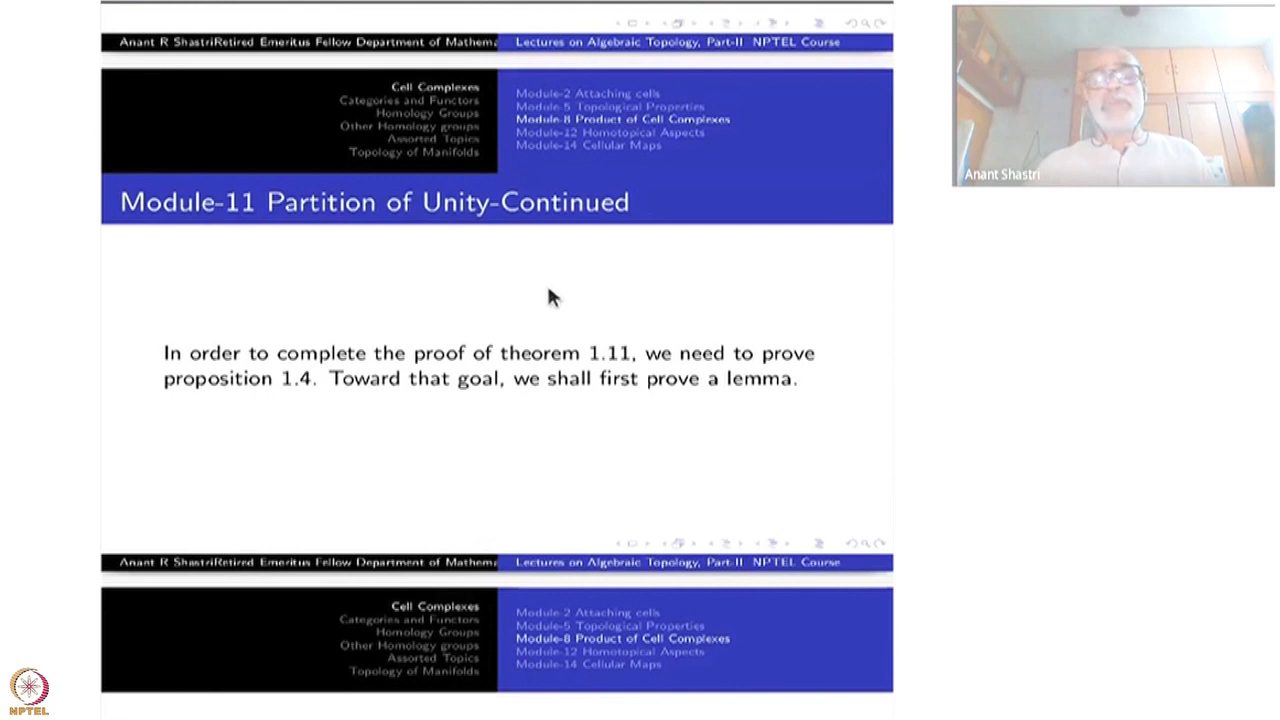 Anant R ShastriRetired Emeritus Fellow Department of Mathema
Lectures on Algebraic Topology, Part-II NPTEL Course
Cell Complexes
Categories and Functors
Homology Groups
Other Homology groups
Assorted Topics
Topology of Manifolds
Module-2 Attaching cells
Module-5 Topological Properties
Module-8 Product of Cell Complexes
Module-12 Homotopical Aspects
Module-14 Cellular Maps
Module-11 Partition of Unity-Continued
In order to complete the proof of theorem 1.11, we need to prove
proposition 1.4. Toward that goal, we shall first prove a lemma.
Anant R ShastriRetired Emeritus Fellow Department of Mathema
Lectures on Algebraic Topology, Part-II NPTEL Course
Cell Complexes
Categories and Functors
Homology Groups
Other Homology groups
Assorted Topics
Topology of Manifolds
Module-2 Attaching cells
Module-5 Topological Properties
Module-8 Product of Cell Complexes
Module-12 Homotopical Aspects
Module-14 Cellular Maps
Anant Shastri
NPTEL